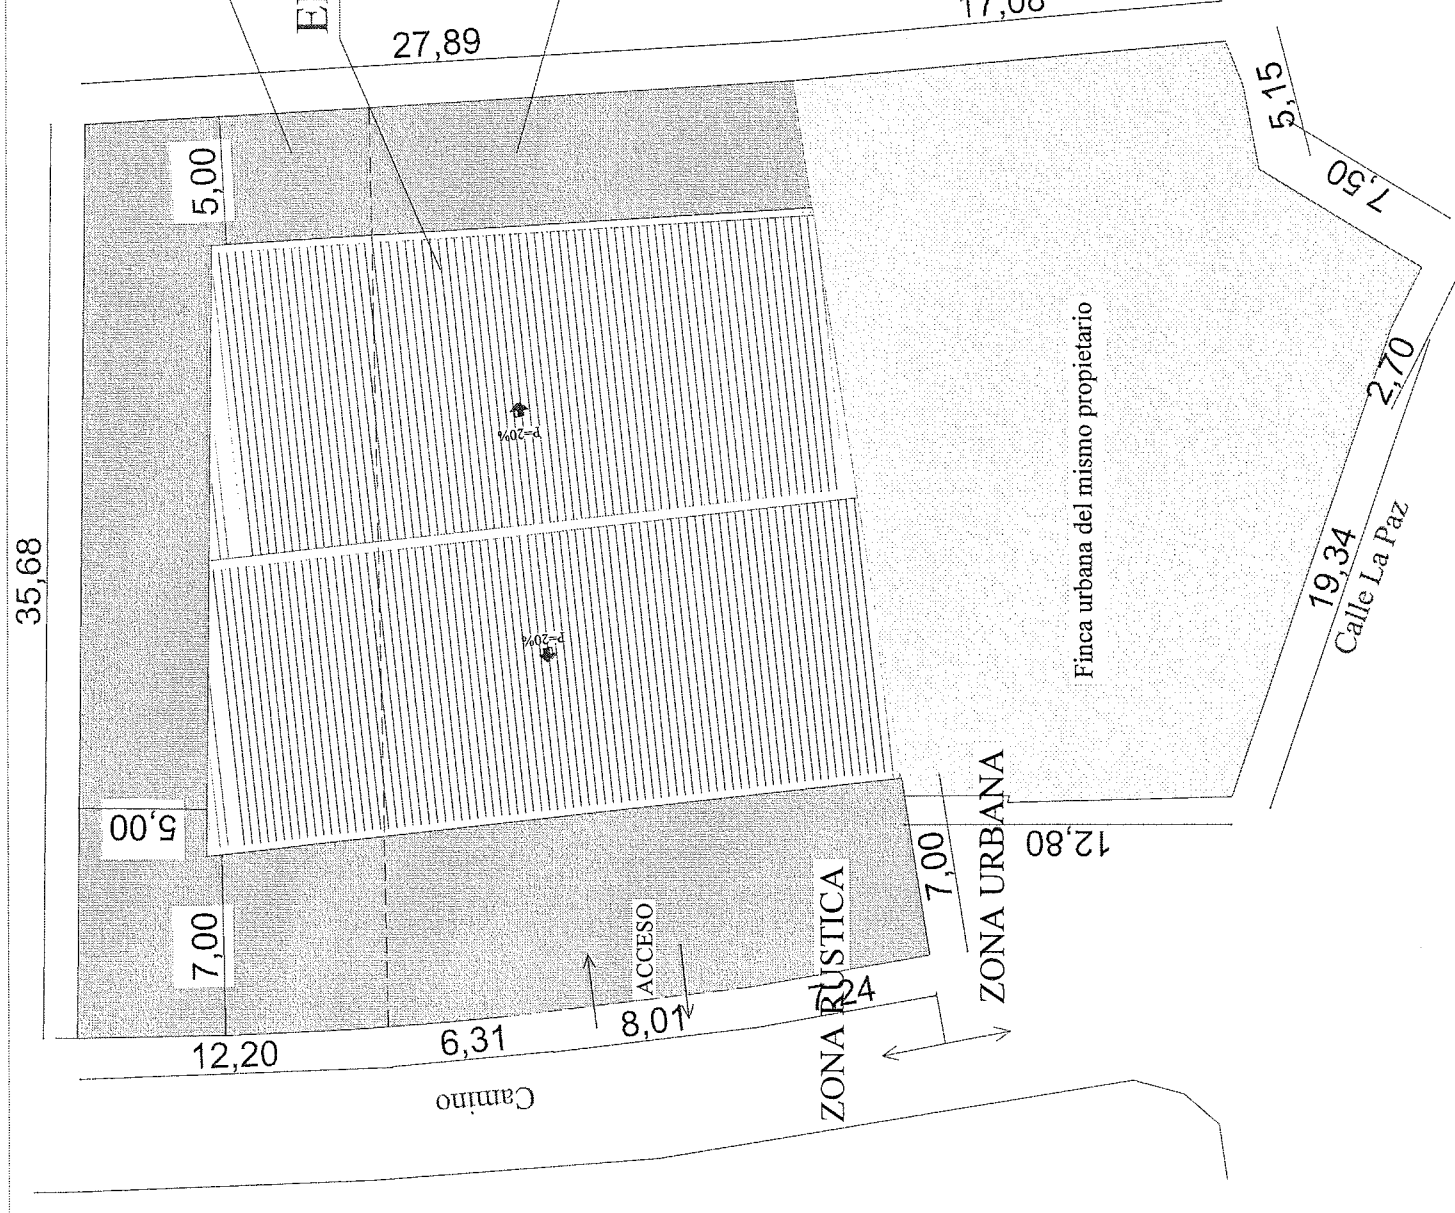 17,08
27,89
5,15
7,50
5,00
35,68
P=20%
P=20%
Finca urbana del mismo propietario
2,70
19,34
Calle La Paz
5,00
7,00
12,80
7,00
ZONA URBANA
ZONA RUSTICA
ACCESO
7,24
8,01
6,31
12,20
Camino